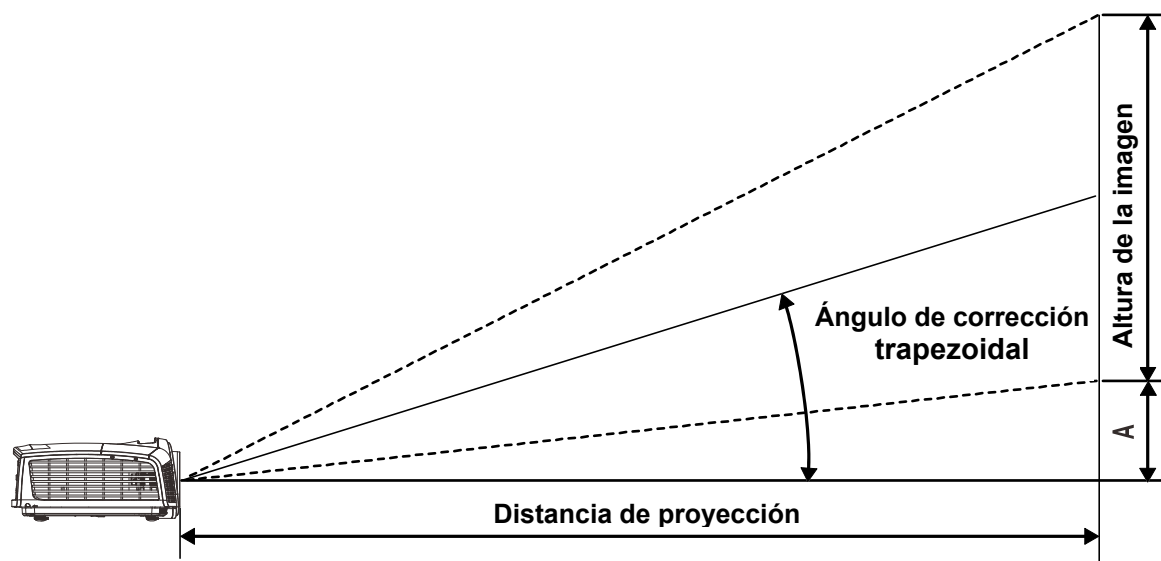 Altura de la imagen
Ángulo de corrección
trapezoidal
A
Distancia de proyección